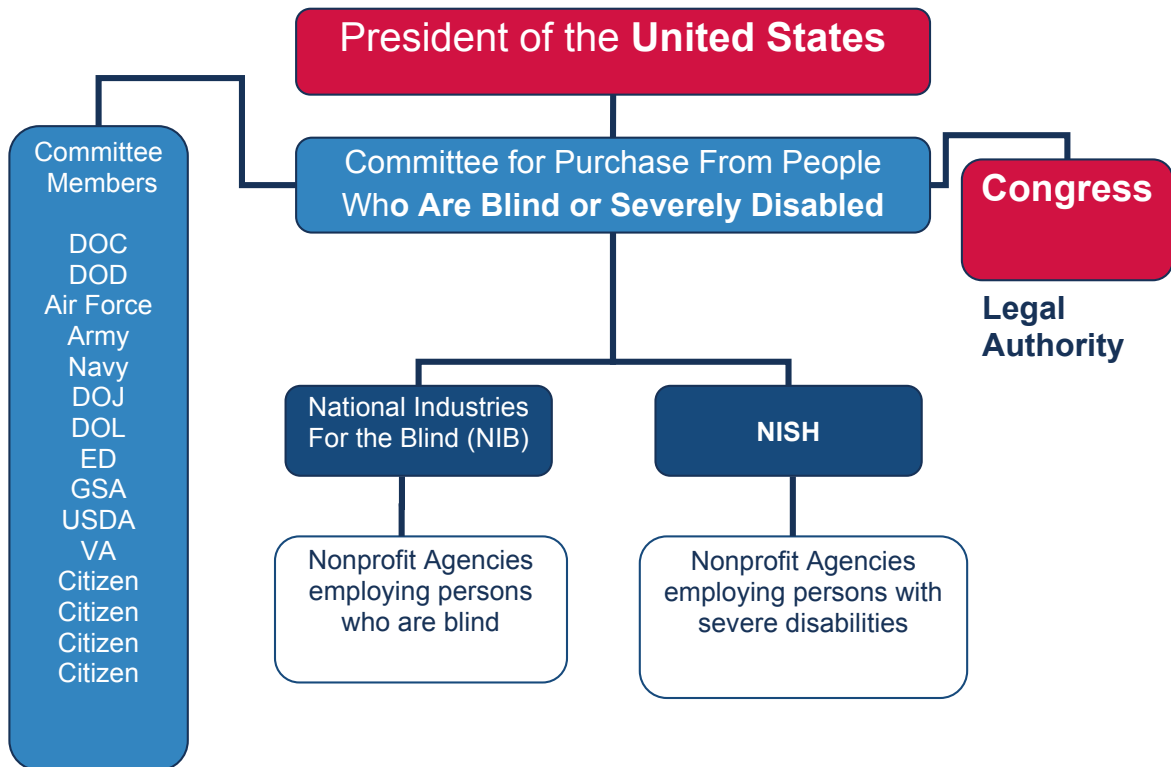 President of the United States
Committee for Purchase From People
Who Are Blind or Severely Disabled
Committee
Members
DOC
DOD
Air Force
Army
Navy
DOJ
DOL
ED
GSA
USDA
VA
Citizen
Citizen
Citizen
Citizen
Congress
Legal
Authority
National Industries
For the Blind (NIB)
NISH
Nonprofit Agencies
employing persons
who are blind
Nonprofit Agencies
employing persons with
severe disabilities